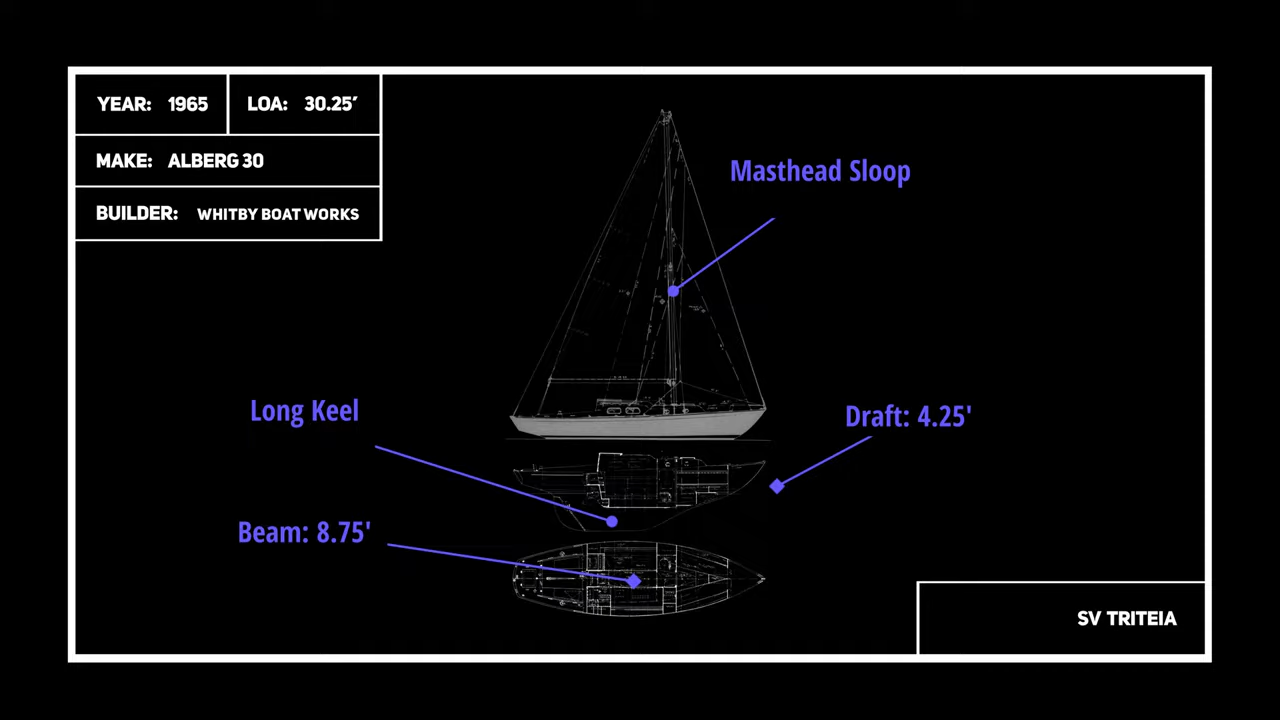 YEAR: 1965
LOA: 30.25′
MAKE: ALBERG 30
BUILDER: WHITBY BOAT WORKS
Masthead Sloop
Long Keel
Draft: 4.25'
Beam: 8.75'
SV TRITEIA